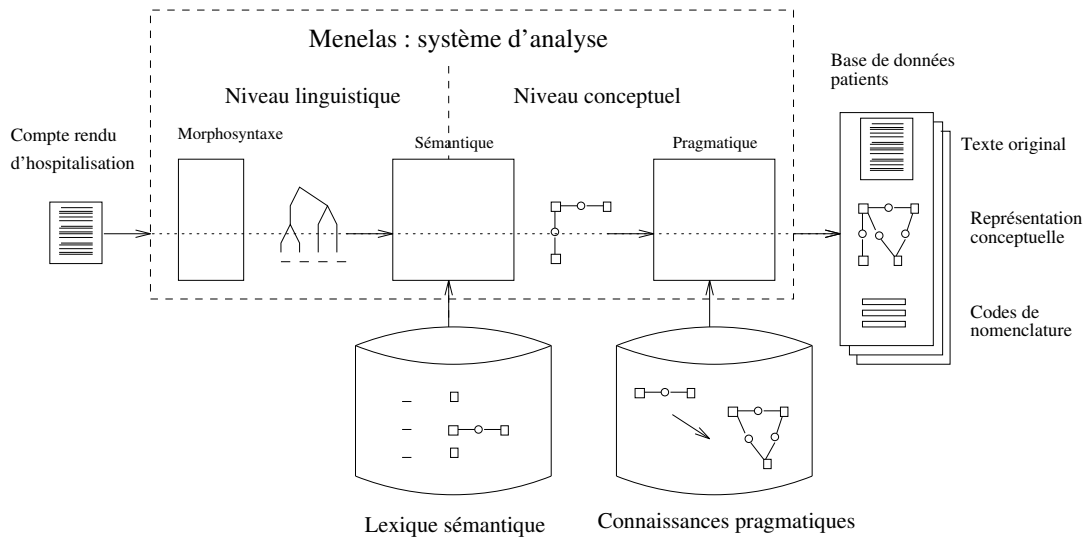 Menelas : système d'analyse
Niveau linguistique
Niveau conceptuel
Base de données
patients
Compte rendu
d'hospitalisation
Morphosyntaxe
Sémantique
Pragmatique
Texte original
Représentation
conceptuelle
Codes de
nomenclature
Lexique sémantique
Connaissances pragmatiques